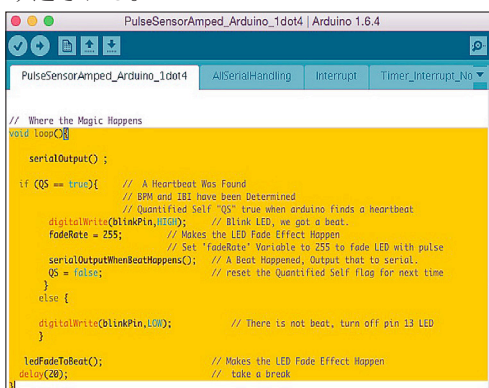 PulseSensorAmped_Arduino_1dot4 | Arduino 1.6.4
PulseSensorAmped_Arduino_1dot4 AllSerialHandling Interrupt Timer_Interrupt_No
// Where the Magic Happens
void loop(){
serialOutput() ;
if (QS == true){ // A Heartbeat Was Found
// BPM and IBI have been Determined
// Quantified Self "QS" true when arduino finds a heartbeat
digitalWrite(blinkPin,HIGH); // Blink LED, we got a beat.
fadeRate = 255; // Makes the LED Fade Effect Happen
// Set 'fadeRate' Variable to 255 to fade LED with pulse
serialOutputWhenBeatHappens(); // A Beat Happened, Output that to serial.
QS = false; // reset the Quantified Self flag for next time
}
else {
digitalWrite(blinkPin,LOW); // There is not beat, turn off pin 13 LED
}
ledFadeToBeat(); // Makes the LED Fade Effect Happen
delay(20); // take a break
}